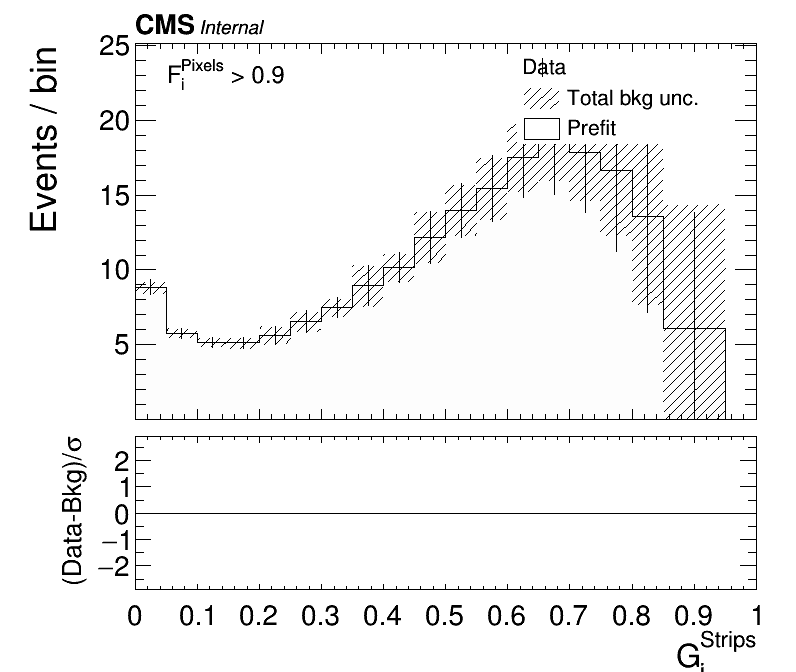 CMS Internal
F_i^Pixels > 0.9
Data
Total bkg unc.
Prefit
Events / bin
25
20
15
10
5
(Data-Bkg)/σ
2
1
0
−1
−2
0 0.1 0.2 0.3 0.4 0.5 0.6 0.7 0.8 0.9 1
G_i^Strips